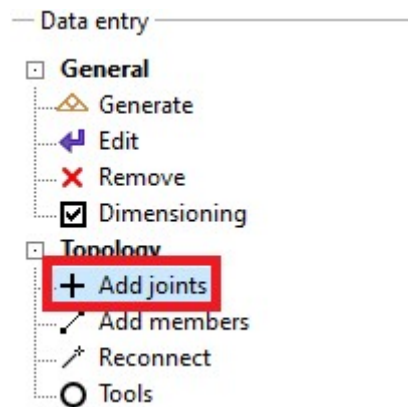 Data entry
General
Generate
Edit
Remove
Dimensioning
Topology
Add joints
Add members
Reconnect
Tools